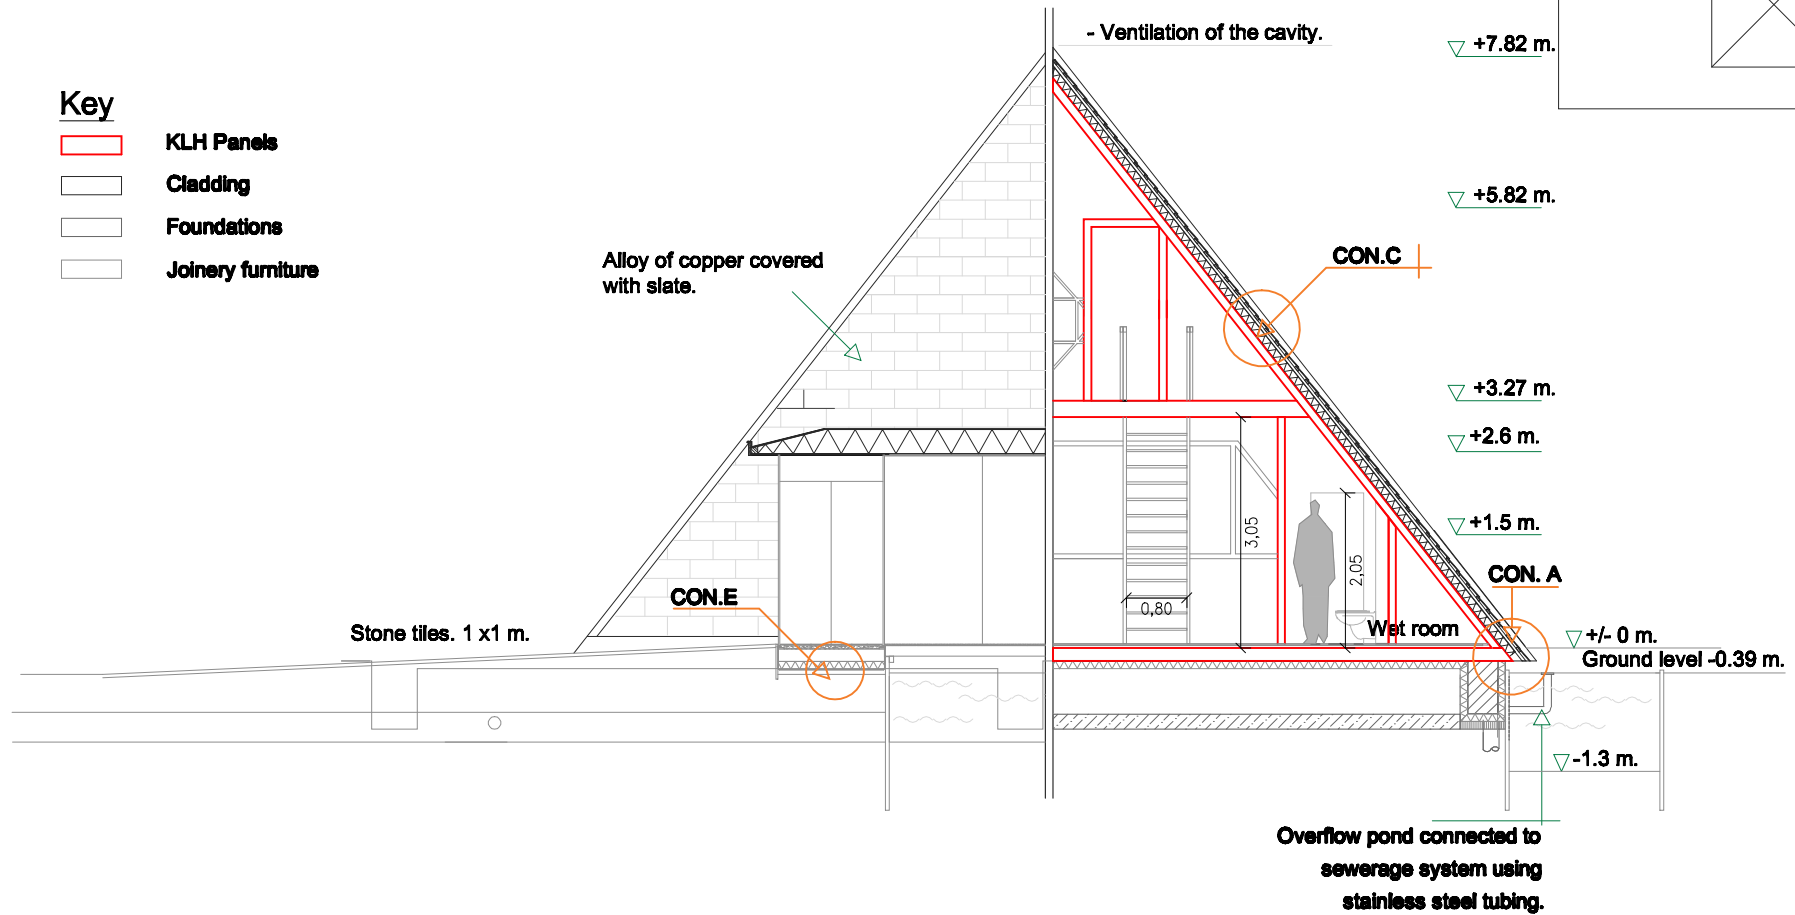 - Ventilation of the cavity.
+7.82 m.
Key
KLH Panels
Cladding
Foundations
Joinery furniture
+5.82 m.
Alloy of copper covered
with slate.
CON.C
+3.27 m.
+2.6 m.
+1.5 m.
3,05
2,05
0,80
CON. A
CON.E
Stone tiles. 1 x1 m.
Wet room
+/- 0 m.
Ground level -0.39 m.
-1.3 m.
Overflow pond connected to
sewerage system using
stainless steel tubing.